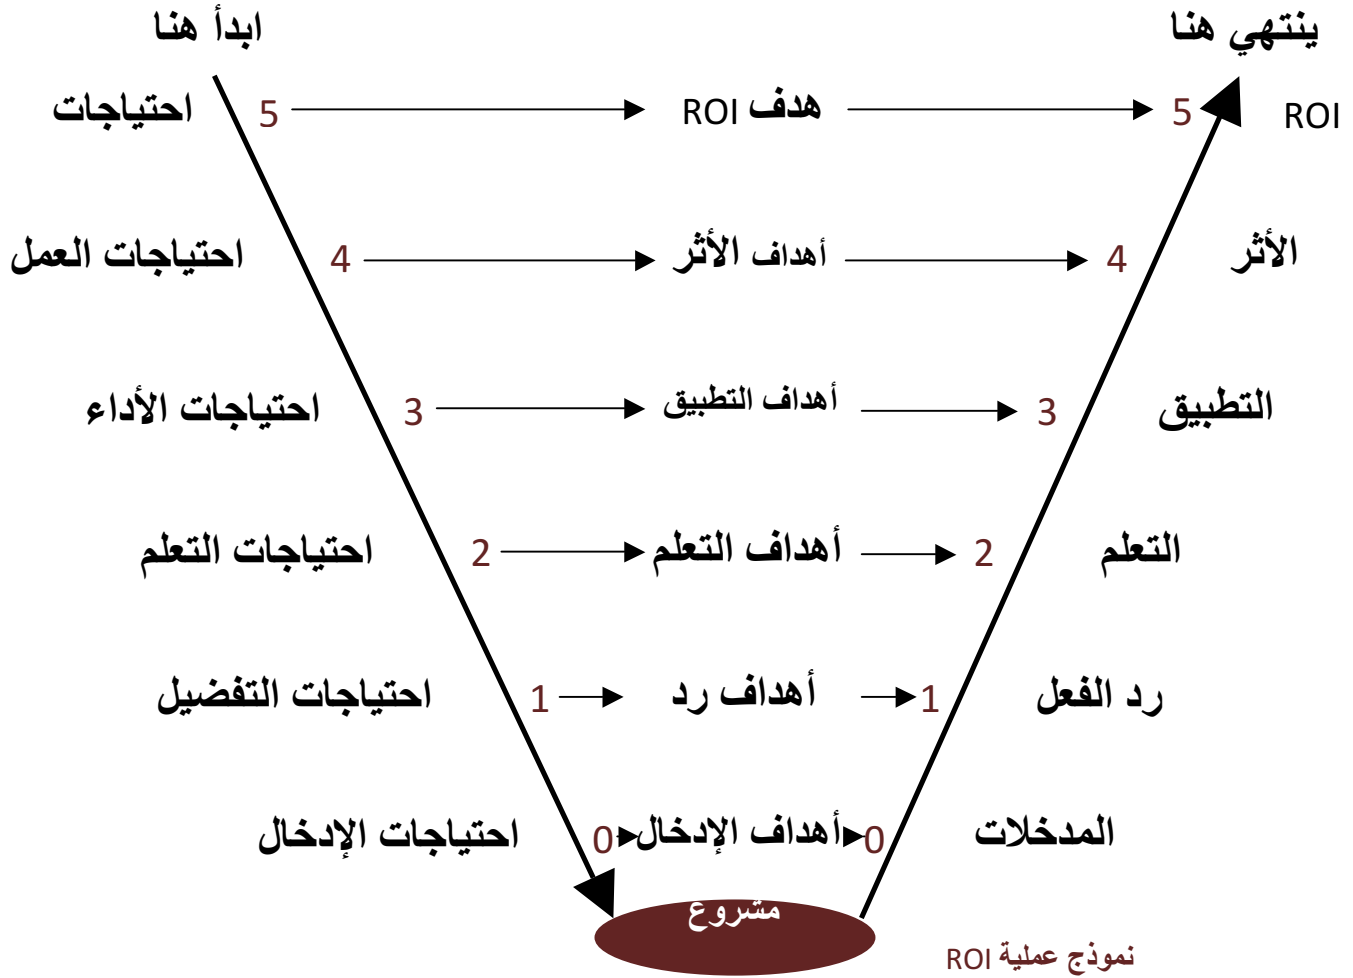 ابدأ هنا
ينتهي هنا
احتياجات 5 هدف ROI 5 ROI
احتياجات العمل 4 أهداف الأثر 4 الأثر
احتياجات الأداء 3 أهداف التطبيق 3 التطبيق
احتياجات التعلم 2 أهداف التعلم 2 التعلم
احتياجات التفضيل 1 أهداف رد 1 رد الفعل
احتياجات الإدخال 0 أهداف الإدخال 0 المدخلات
مشروع
نموذج عملية ROI